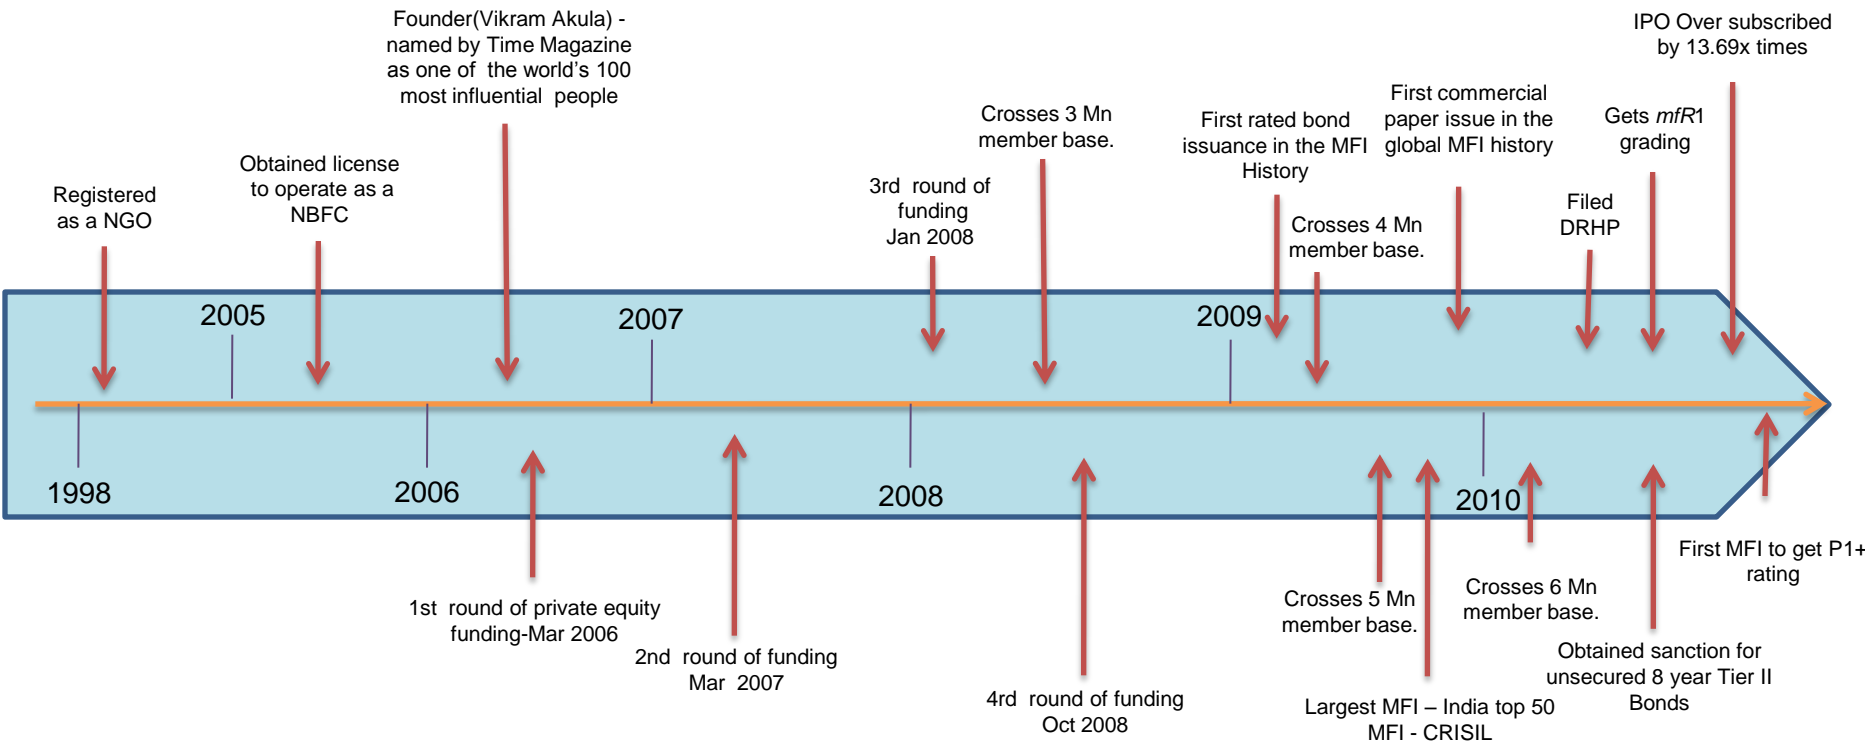 Founder(Vikram Akula) -
named by Time Magazine
as one of the world's 100
most influential people
IPO Over subscribed
by 13.69x times
Crosses 3 Mn
member base.
First rated bond
issuance in the MFI
History
First commercial
paper issue in the
global MFI history
Gets mfR1
grading
Obtained license
to operate as a
NBFC
Registered
as a NGO
3rd round of
funding
Jan 2008
Crosses 4 Mn
member base.
Filed
DRHP
2005
2007
2009
1998
2006
2008
2010
1st round of private equity
funding-Mar 2006
2nd round of funding
Mar 2007
4rd round of funding
Oct 2008
Crosses 5 Mn
member base.
Largest MFI – India top 50
MFI - CRISIL
Crosses 6 Mn
member base.
Obtained sanction for
unsecured 8 year Tier II
Bonds
First MFI to get P1+
rating